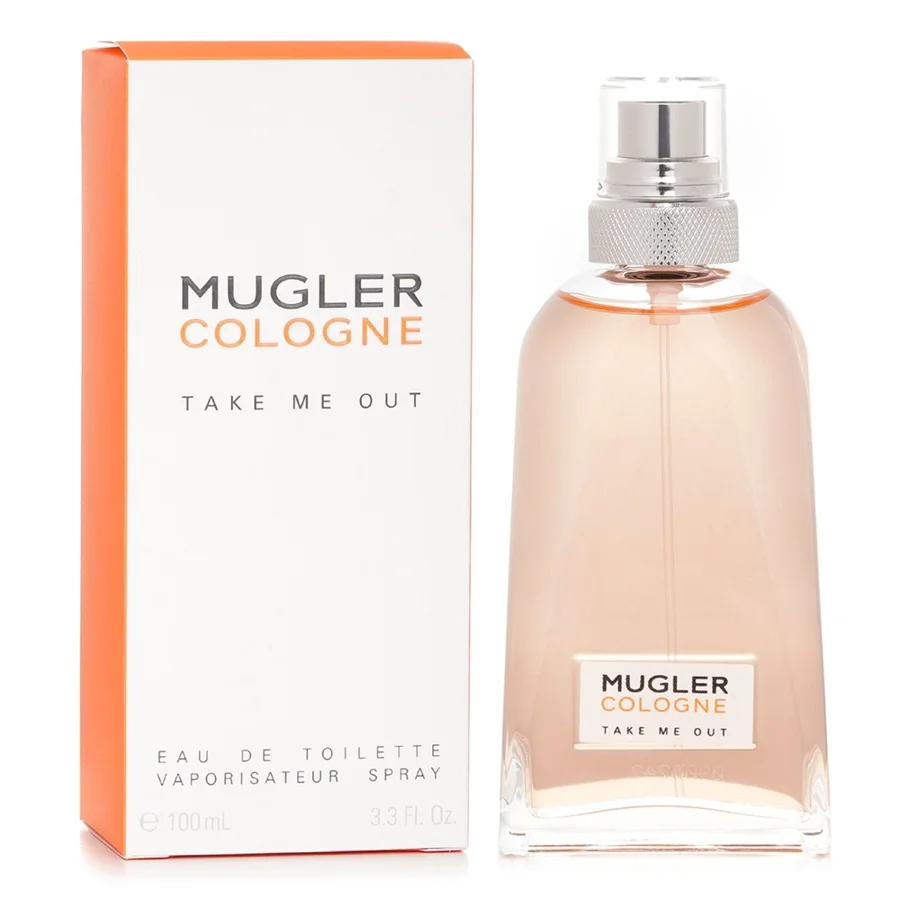 MUGLER
COLOGNE
TAKE ME OUT
EAU DE TOILETTE
VAPORISATEUR SPRAY
℮ 100 mL 3.3 Fl. Oz.
MUGLER
COLOGNE
TAKE ME OUT